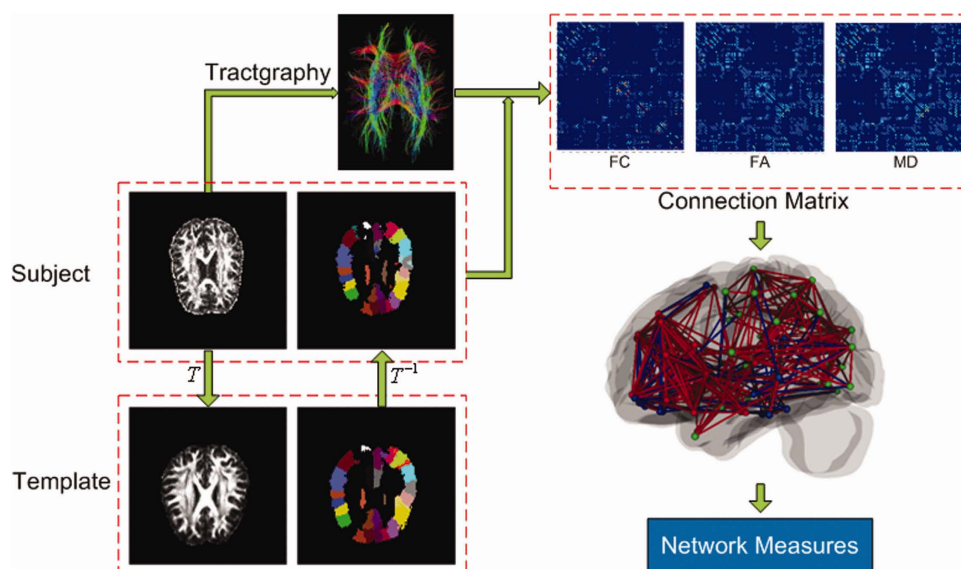 Tractgraphy
FC
FA
MD
Connection Matrix
Subject
T
T⁻¹
Template
Network Measures